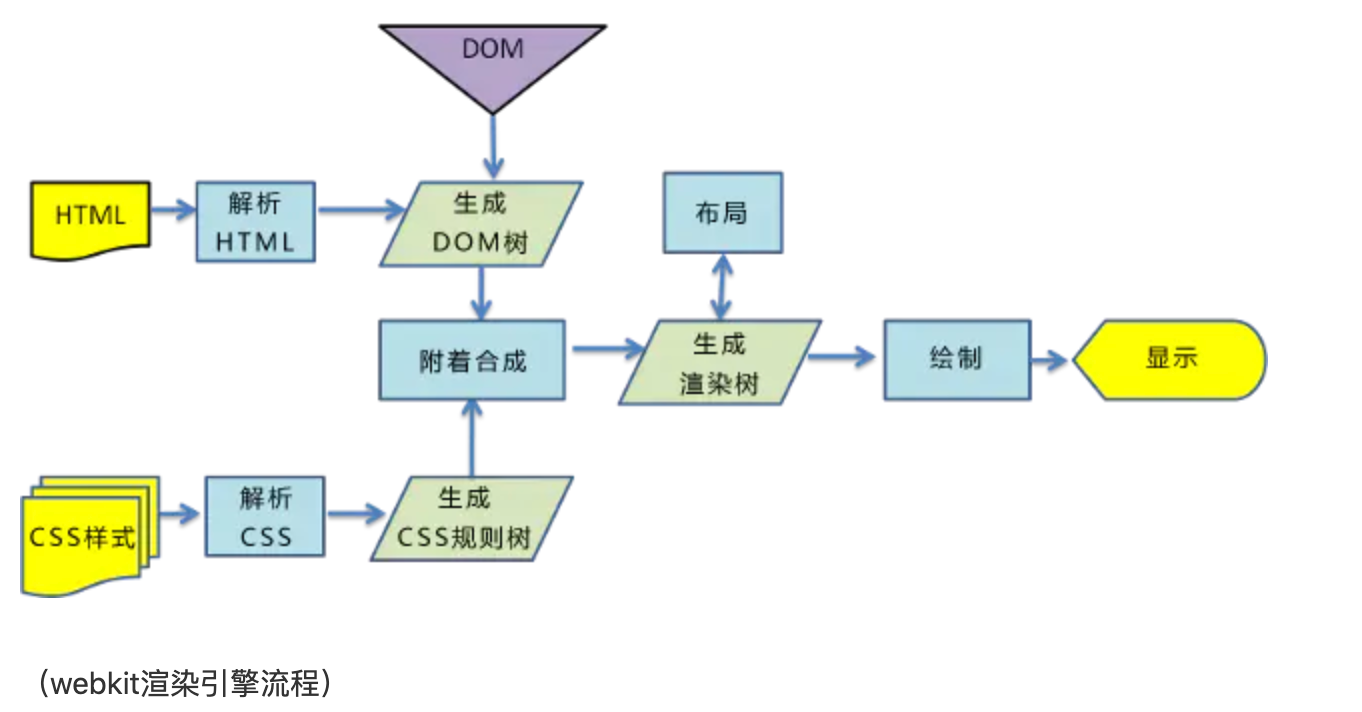 DOM
HTML
解析
HTML
生成
DOM树
布局
附着合成
生成
渲染树
绘制
显示
CSS样式
解析
CSS
生成
CSS规则树
（webkit渲染引擎流程）